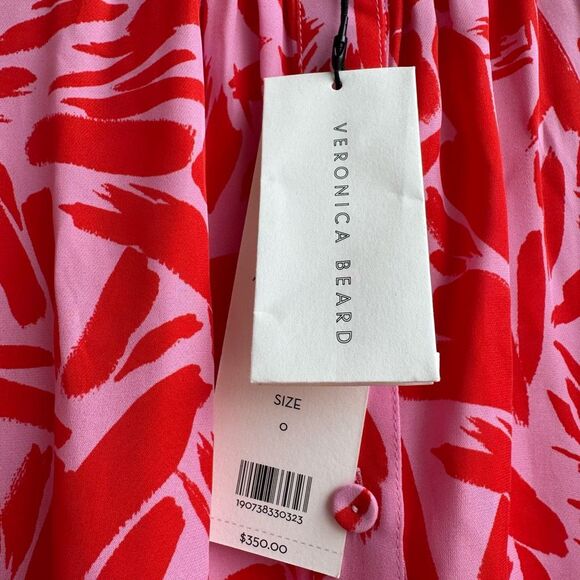 VERONICA BEARD
SIZE
0
190738330323
$350.00